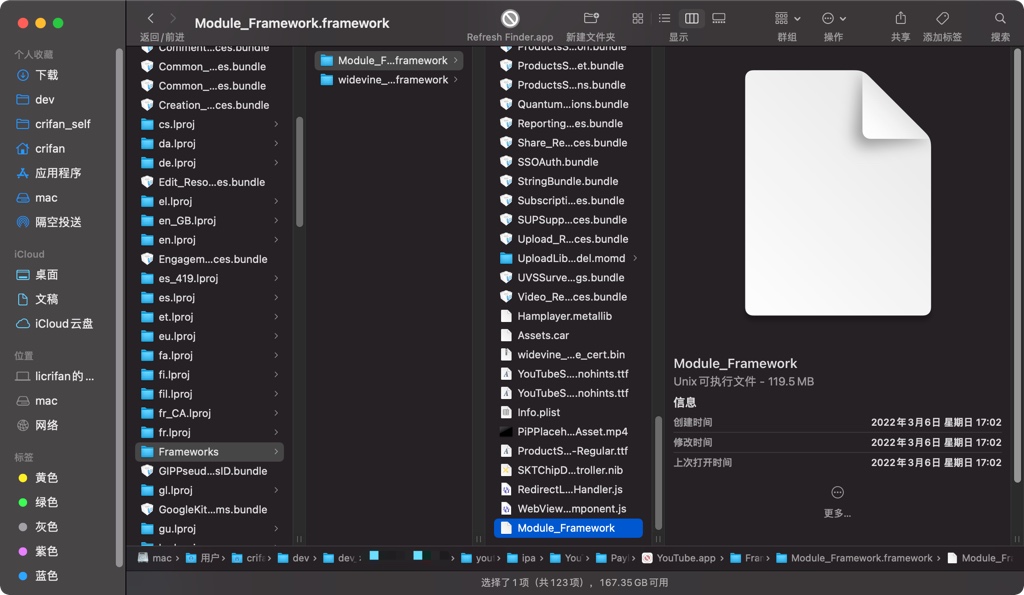 Module_Framework.framework
返回/前进
Refresh Finder.app
新建文件夹
显示
群组
操作
共享
添加标签
搜索
个人收藏
下载
dev
crifan_self
crifan
应用程序
mac
隔空投送
iCloud
桌面
文稿
iCloud 云盘
位置
licrifan的 ...
mac
网络
标签
黄色
绿色
灰色
紫色
蓝色
Comment...ces.bundle
Common_...es.bundle
Common_...es.bundle
Creation_...ces.bundle
cs.lproj
da.lproj
de.lproj
Edit_Reso...es.bundle
el.lproj
en_GB.lproj
en.lproj
Engagem...ces.bundle
es_419.lproj
es.lproj
et.lproj
eu.lproj
fa.lproj
fi.lproj
fil.lproj
fr_CA.lproj
fr.lproj
Frameworks
GIPPseud...sID.bundle
gl.lproj
GoogleKit...ms.bundle
gu.lproj
Module_F...framework
widevine_...framework
ProductsS...on.bundle
ProductsS...et.bundle
ProductsS...ns.bundle
Quantum...ions.bundle
Reporting...es.bundle
Share_Re...ces.bundle
SSOAuth.bundle
StringBundle.bundle
Subscripti...es.bundle
SUPSupp...ces.bundle
Upload_R...ces.bundle
UploadLib...del.momd
UVSSurve...gs.bundle
Video_Re...ces.bundle
Hamplayer.metallib
Assets.car
widevine_...e_cert.bin
YouTubeS...nohints.ttf
YouTubeS...nohints.ttf
Info.plist
PiPPlaceh...Asset.mp4
ProductS...-Regular.ttf
SKTChipD...troller.nib
RedirectL...Handler.js
WebView...mponent.js
Module_Framework
Module_Framework
Unix可执行文件 - 119.5 MB
信息
创建时间 2022年3月6日 星期日 17:02
修改时间 2022年3月6日 星期日 17:02
上次打开时间 2022年3月6日 星期日 17:02
更多...
mac › 用户 › crifa › dev › dev_ › you › ipa › You › Payl › YouTube.app › Fran › Module_Framework.framework › Module_Fr
选择了1项（共123项），167.35 GB可用